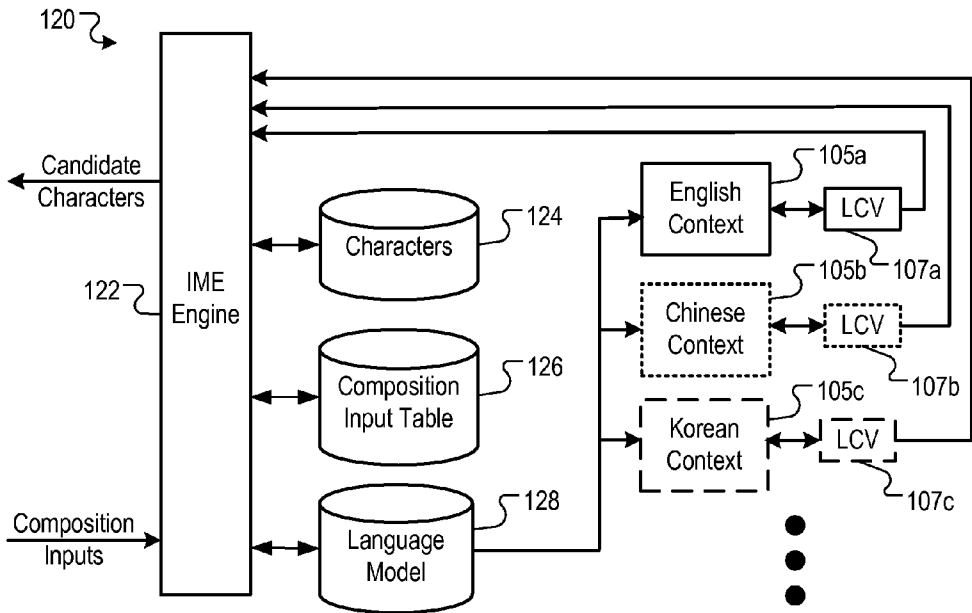 120
Candidate
Characters
122
IME
Engine
Composition
Inputs
Characters
124
Composition
Input Table
126
Language
Model
128
English
Context
105a
LCV
107a
Chinese
Context
105b
LCV
107b
Korean
Context
105c
LCV
107c